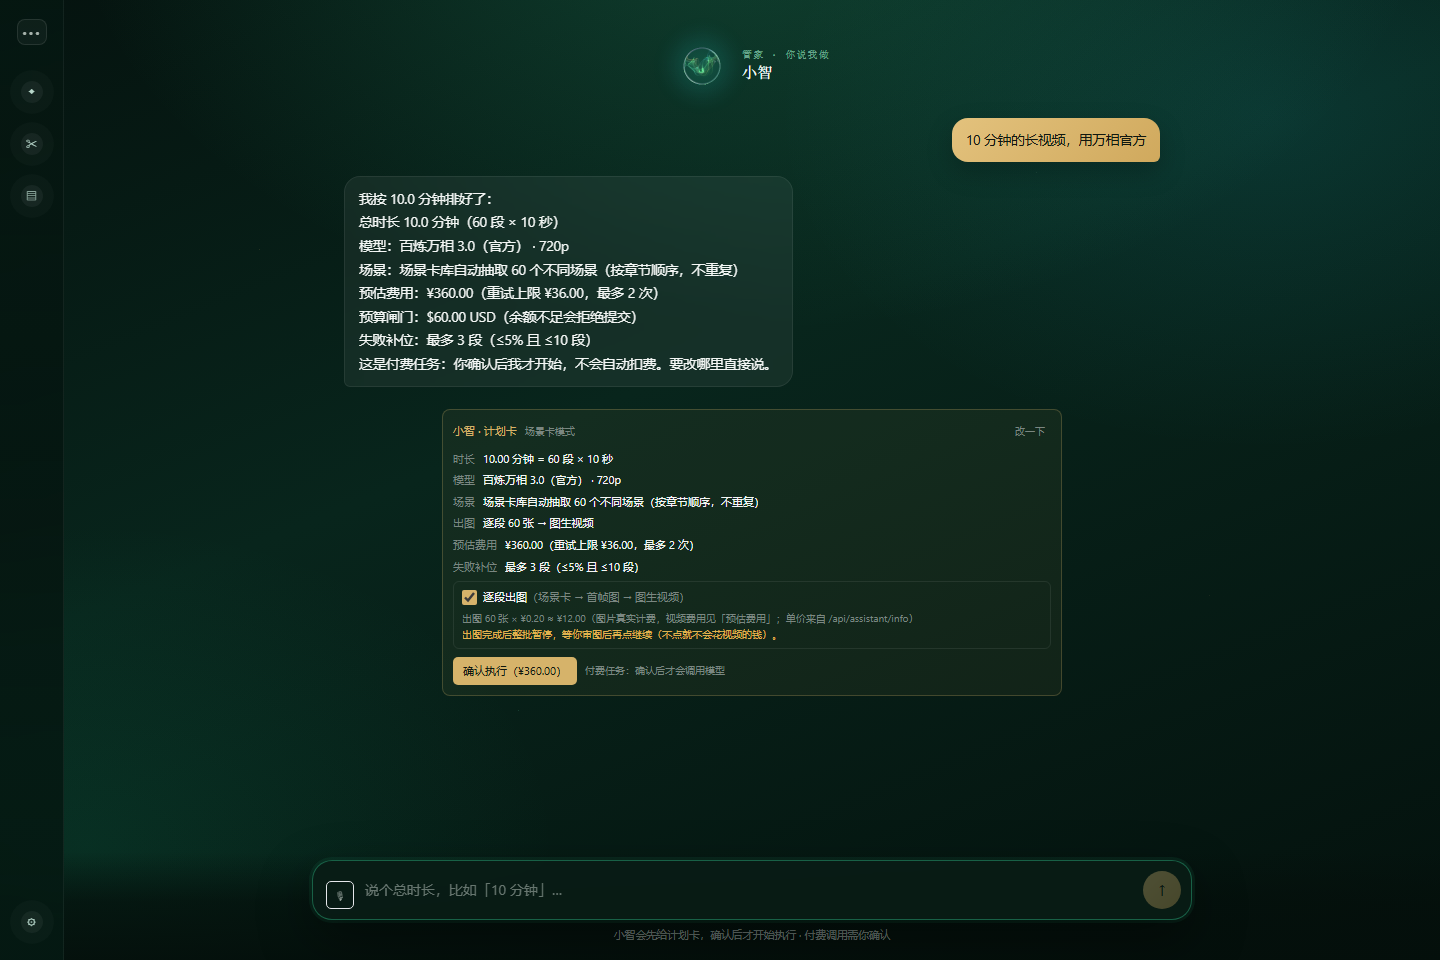 管家 · 你说我做
小智
10 分钟的长视频，用万相官方
我按 10.0 分钟排好了：
总时长 10.0 分钟（60 段 × 10 秒）
模型：百炼万相 3.0（官方） · 720p
场景：场景卡库自动抽取 60 个不同场景（按章节顺序，不重复）
预估费用：¥360.00（重试上限 ¥36.00，最多 2 次）
预算闸门：$60.00 USD（余额不足会拒绝提交）
失败补位：最多 3 段（≤5% 且 ≤10 段）
这是付费任务：你确认后我才开始，不会自动扣费。要改哪里直接说。
小智 · 计划卡 场景卡模式 改一下
时长 10.00 分钟 = 60 段 × 10 秒
模型 百炼万相 3.0（官方） · 720p
场景 场景卡库自动抽取 60 个不同场景（按章节顺序，不重复）
出图 逐段 60 张 → 图生视频
预估费用 ¥360.00（重试上限 ¥36.00，最多 2 次）
失败补位 最多 3 段（≤5% 且 ≤10 段）
逐段出图（场景卡 → 首帧图 → 图生视频）
出图 60 张 × ¥0.20 ≈ ¥12.00（图片真实计费，视频费用见「预估费用」；单价来自 /api/assistant/info）
出图完成后整批暂停，等你审图后再点继续（不点就不会花视频的钱）。
确认执行（¥360.00） 付费任务：确认后才会调用模型
说个总时长，比如「10 分钟」...
小智会先给计划卡，确认后才开始执行 · 付费调用需你确认